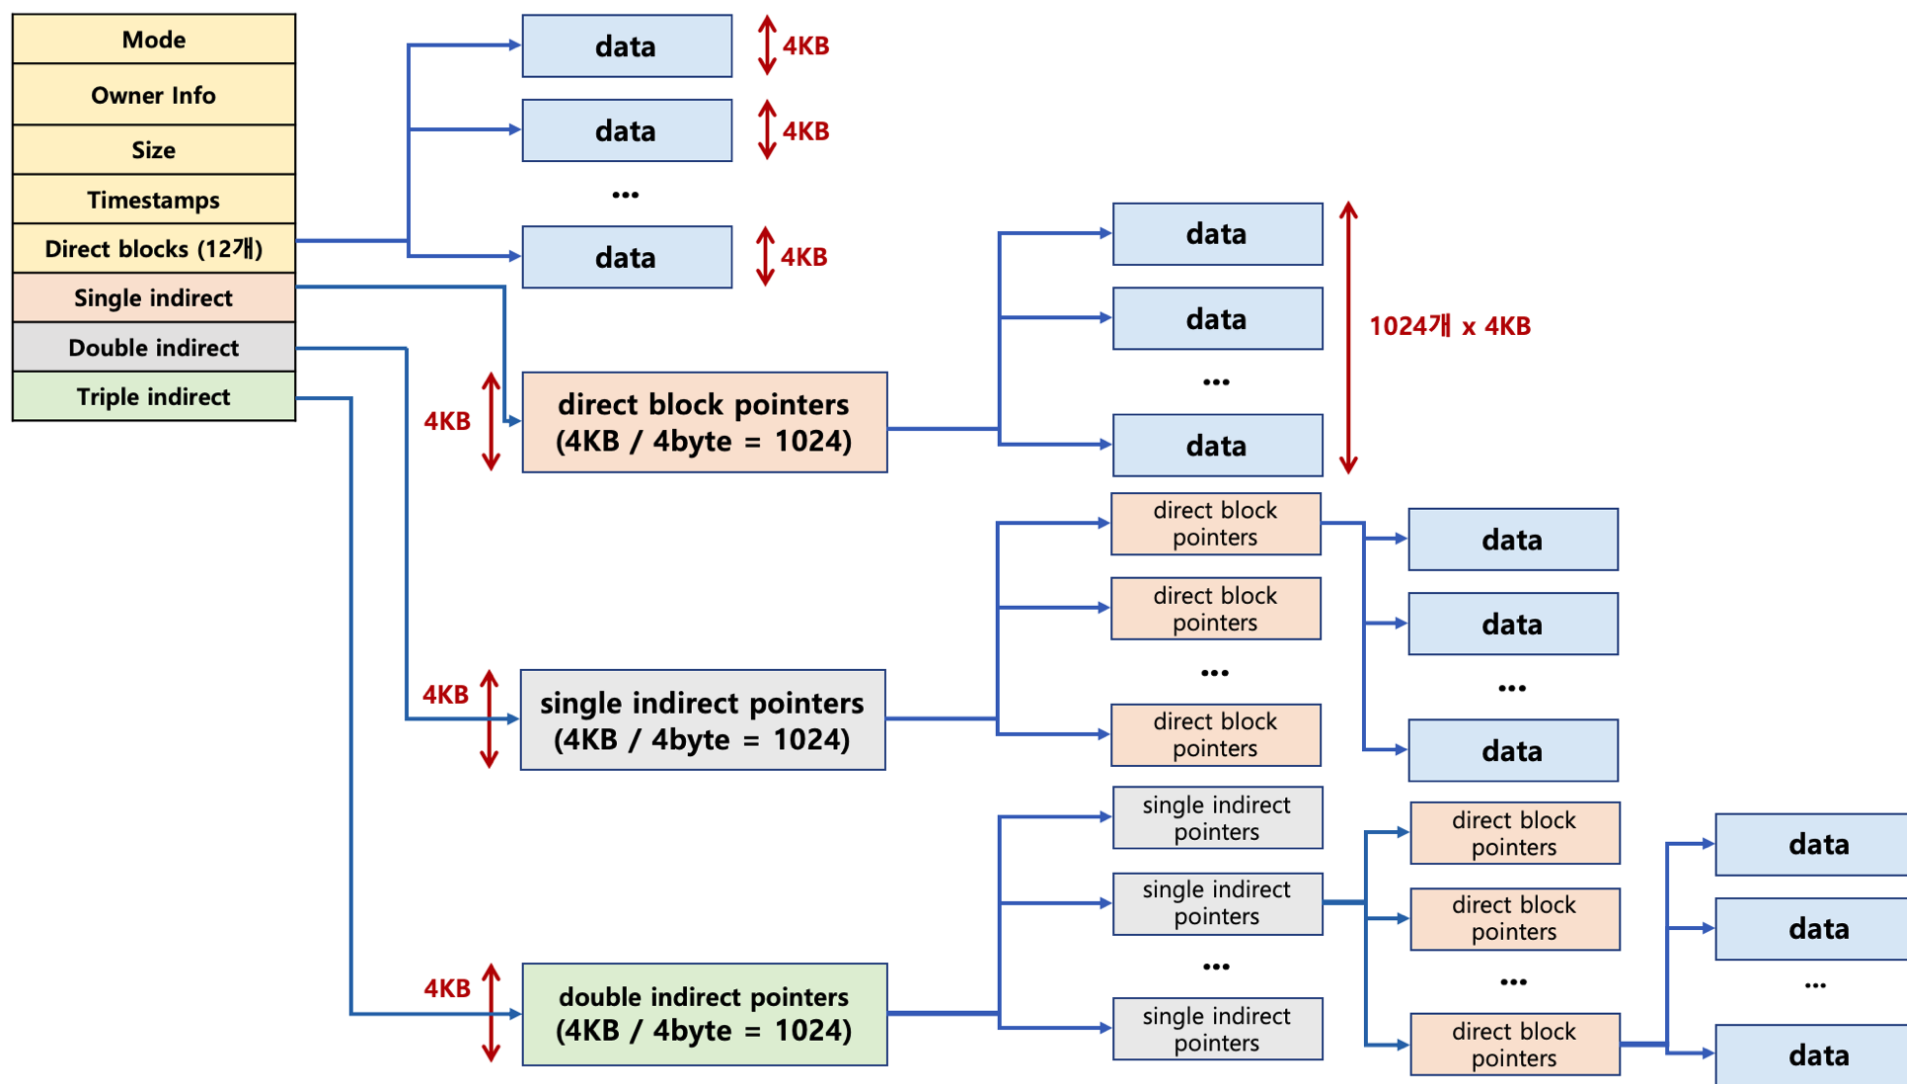 Mode
Owner Info
Size
Timestamps
Direct blocks (12개)
Single indirect
Double indirect
Triple indirect
data
4KB
data
4KB
...
data
4KB
4KB
direct block pointers
(4KB / 4byte = 1024)
data
data
...
data
1024개 x 4KB
4KB
single indirect pointers
(4KB / 4byte = 1024)
direct block
pointers
direct block
pointers
...
direct block
pointers
data
data
...
data
4KB
double indirect pointers
(4KB / 4byte = 1024)
single indirect
pointers
single indirect
pointers
...
single indirect
pointers
direct block
pointers
direct block
pointers
...
direct block
pointers
data
data
...
data